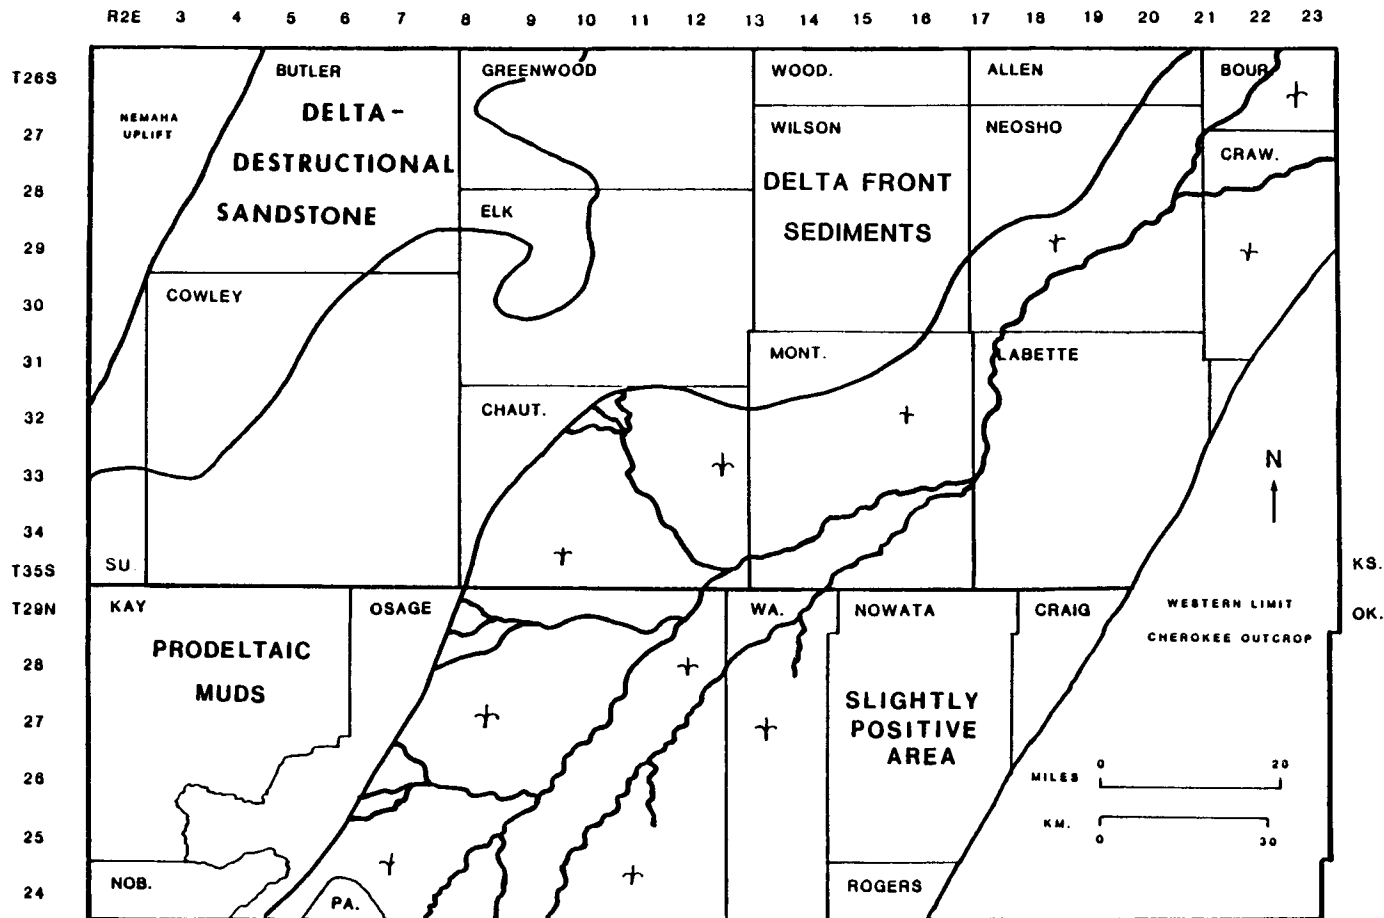 R2E 3 4 5 6 7 8 9 10 11 12 13 14 15 16 17 18 19 20 21 22 23
T26S
27
28
29
30
31
32
33
34
T35S
T29N
28
27
26
25
24
BUTLER
GREENWOOD
WOOD.
ALLEN
BOUR.
NEMAHA
UPLIFT
DELTA-
DESTRUCTIONAL
SANDSTONE
WILSON
NEOSHO
CRAW.
DELTA FRONT
SEDIMENTS
ELK
COWLEY
MONT.
LABETTE
CHAUT.
N
SU.
KS.
KAY
OSAGE
WA.
NOWATA
CRAIG
WESTERN LIMIT
CHEROKEE OUTCROP
OK.
PRODELTAIC
MUDS
SLIGHTLY
POSITIVE
AREA
0 20
MILES
KM.
0 30
NOB.
PA.
ROGERS